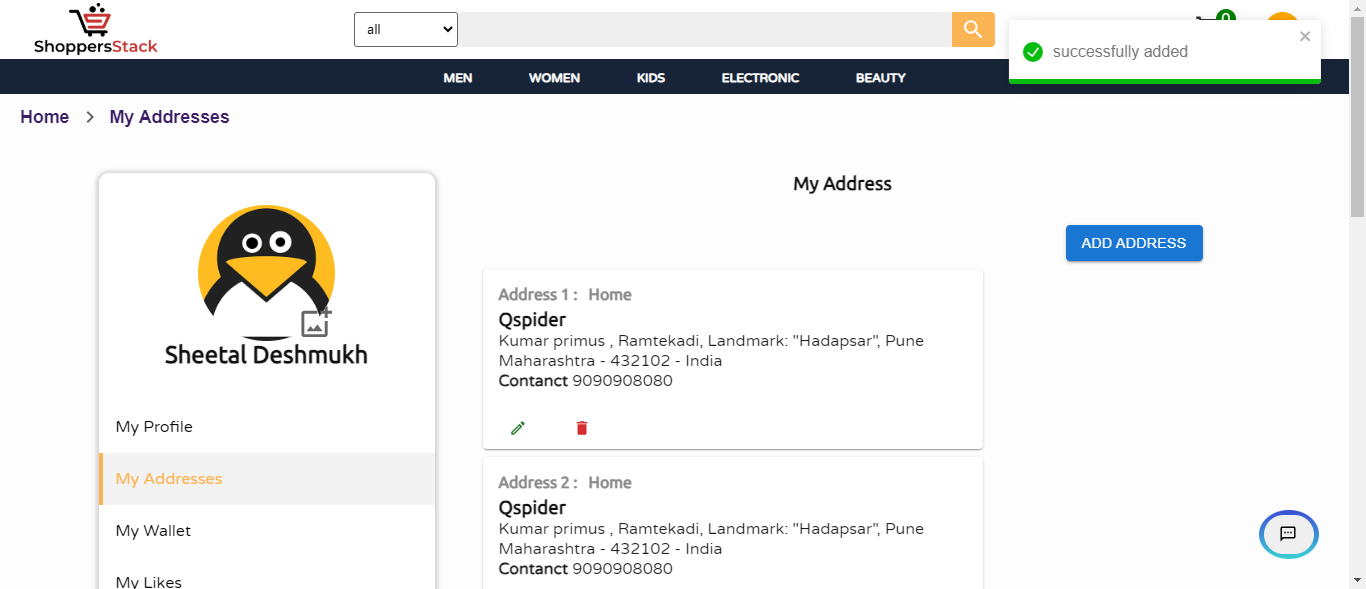 0
ShoppersStack
all
successfully added
MEN WOMEN KIDS ELECTRONIC BEAUTY
Home > My Addresses
My Address
ADD ADDRESS
Sheetal Deshmukh
My Profile
My Addresses
My Wallet
My Likes
Address 1 : Home
Qspider
Kumar primus , Ramtekadi, Landmark: "Hadapsar", Pune
Maharashtra - 432102 - India
Contanct 9090908080
Address 2 : Home
Qspider
Kumar primus , Ramtekadi, Landmark: "Hadapsar", Pune
Maharashtra - 432102 - India
Contanct 9090908080